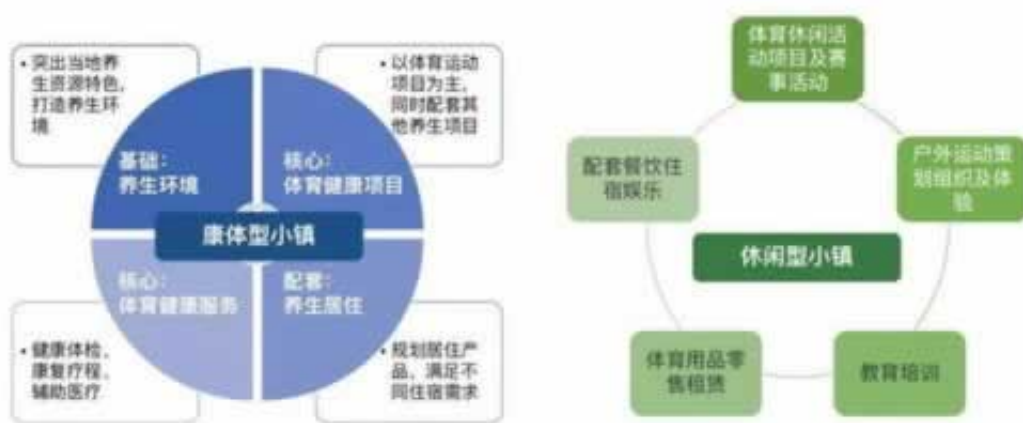 • 突出当地养
生资源特色,
打造养生环
境
• 以体育运动
项目为主,
同时配套其
他养生项目
基础:
养生环境
核心:
体育健康项目
康体型小镇
核心:
体育健康服务
配套:
养生居住
• 健康体检、
康复疗程、
辅助医疗
• 规划居住产
品、满足不
同住宿需求
体育休闲活
动项目及赛
事活动
配套餐饮住
宿娱乐
户外运动策
划组织及体
验
休闲型小镇
体育用品零
售租赁
教育培训